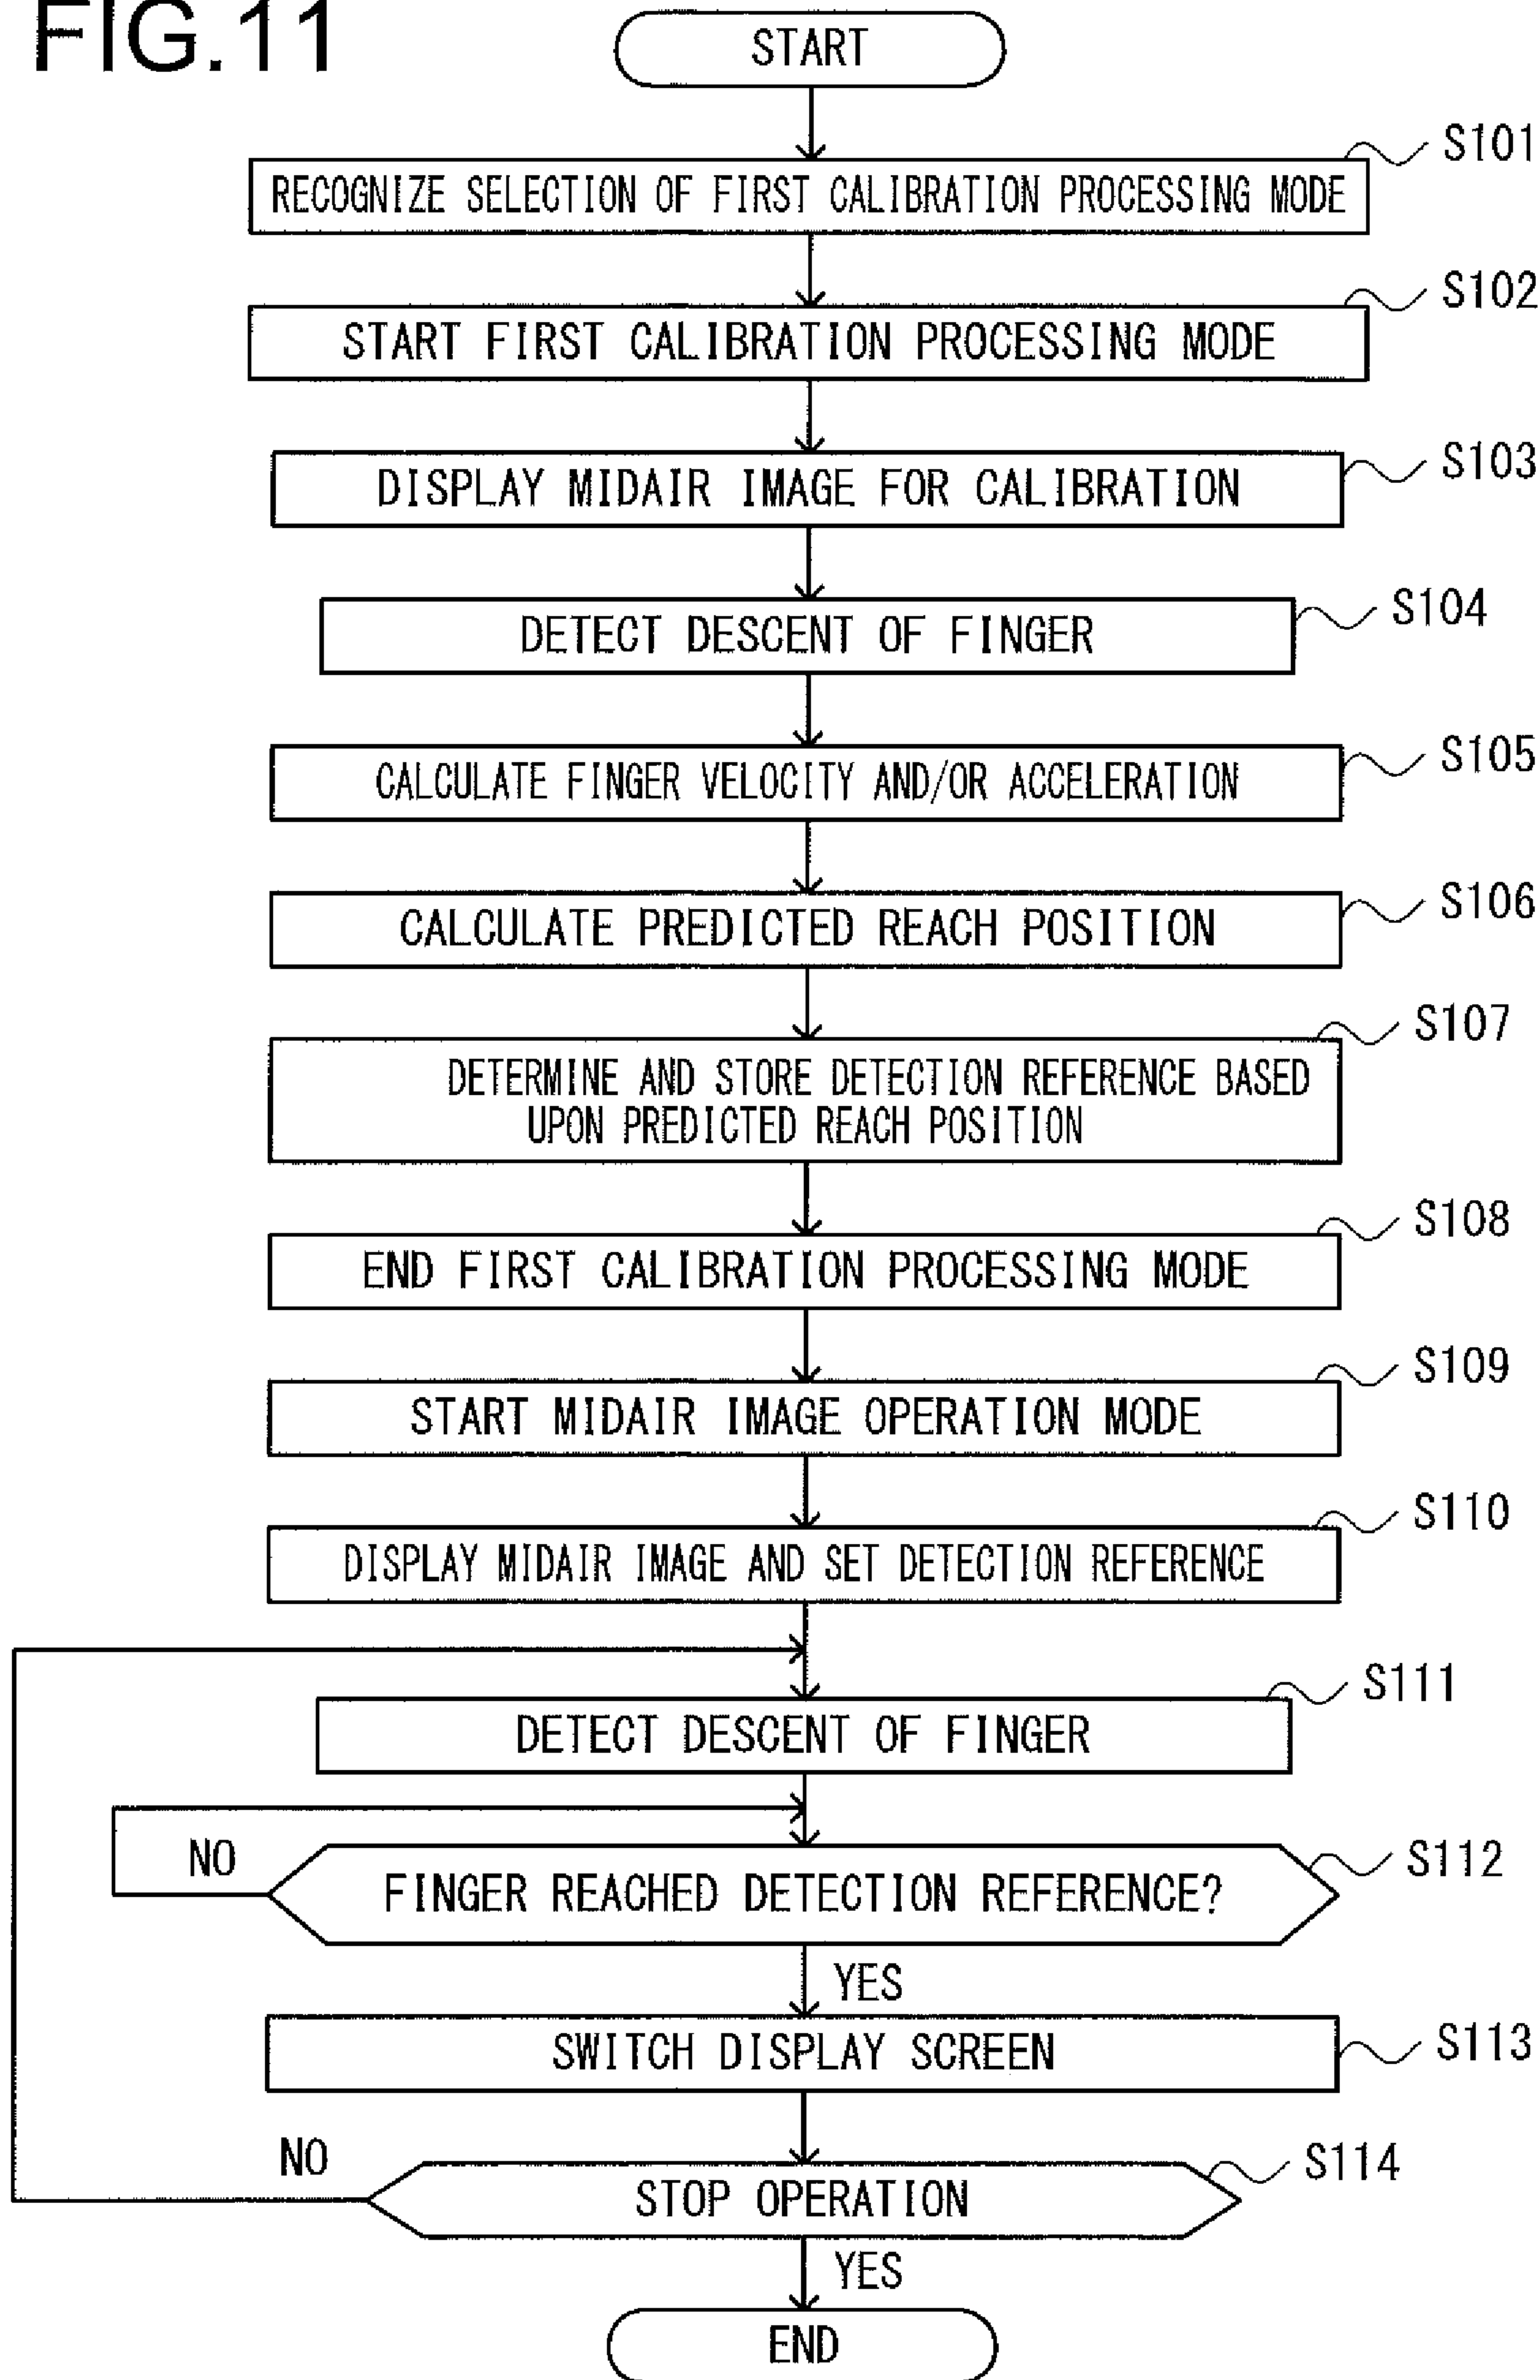 FIG.11
START
S101
RECOGNIZE SELECTION OF FIRST CALIBRATION PROCESSING MODE
S102
START FIRST CALIBRATION PROCESSING MODE
S103
DISPLAY MIDAIR IMAGE FOR CALIBRATION
S104
DETECT DESCENT OF FINGER
S105
CALCULATE FINGER VELOCITY AND/OR ACCELERATION
S106
CALCULATE PREDICTED REACH POSITION
S107
DETERMINE AND STORE DETECTION REFERENCE BASED
UPON PREDICTED REACH POSITION
S108
END FIRST CALIBRATION PROCESSING MODE
S109
START MIDAIR IMAGE OPERATION MODE
S110
DISPLAY MIDAIR IMAGE AND SET DETECTION REFERENCE
S111
DETECT DESCENT OF FINGER
NO
S112
FINGER REACHED DETECTION REFERENCE?
YES
S113
SWITCH DISPLAY SCREEN
NO
S114
STOP OPERATION
YES
END